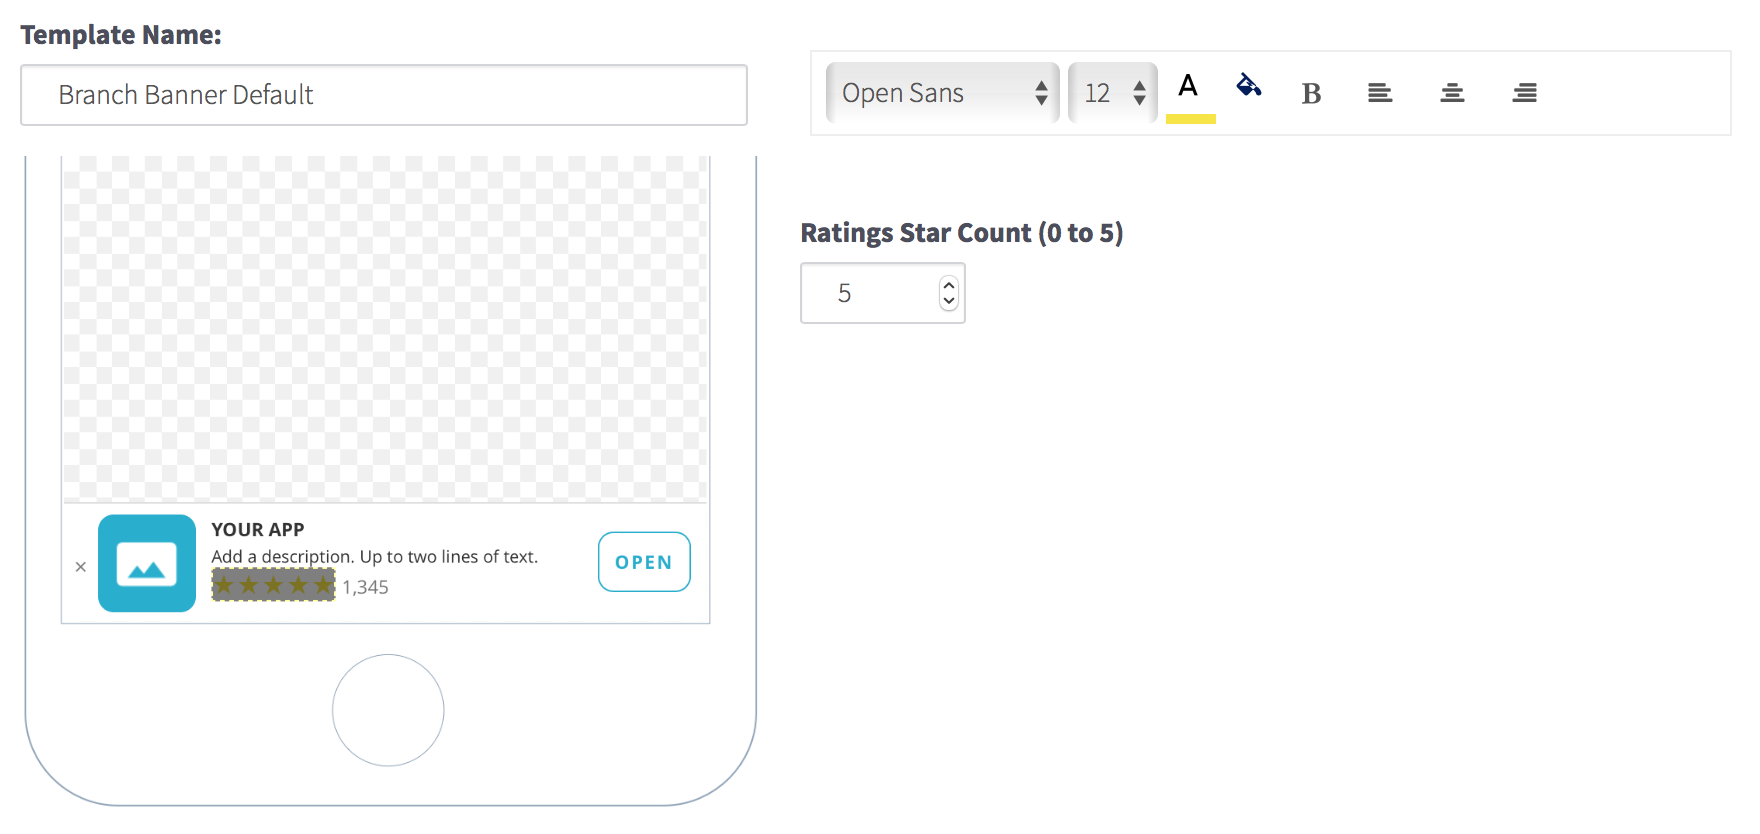 Template Name:
Branch Banner Default
Open Sans
12
A
B
Ratings Star Count (0 to 5)
5
×
YOUR APP
Add a description. Up to two lines of text.
★★★★★ 1,345
OPEN